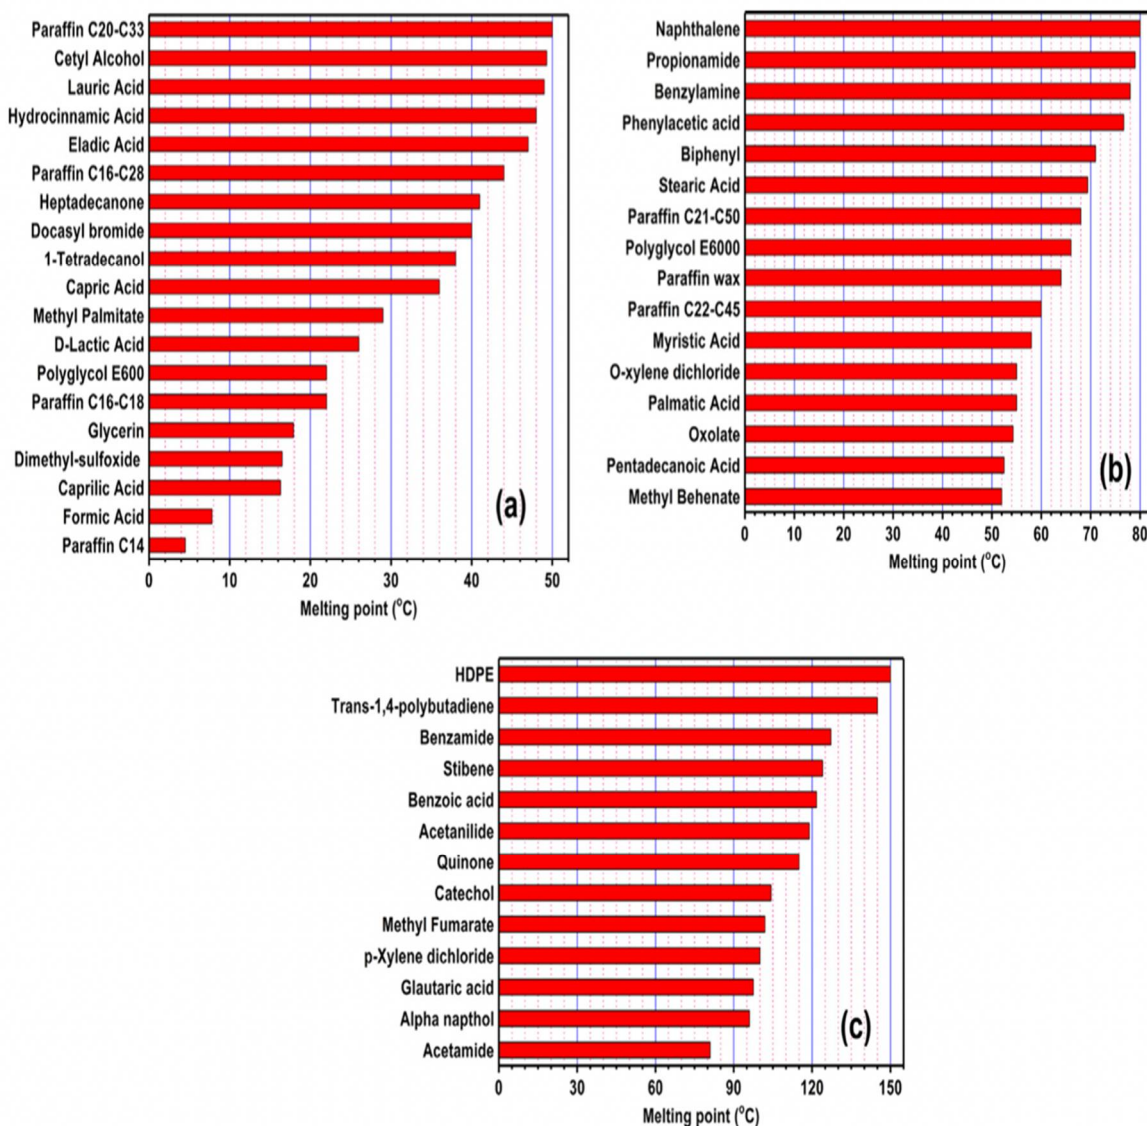 Paraffin C20-C33
Cetyl Alcohol
Lauric Acid
Hydrocinnamic Acid
Eladic Acid
Paraffin C16-C28
Heptadecanone
Docasyl bromide
1-Tetradecanol
Capric Acid
Methyl Palmitate
D-Lactic Acid
Polyglycol E600
Paraffin C16-C18
Glycerin
Dimethyl-sulfoxide
Caprilic Acid
Formic Acid
Paraffin C14
(a)
0 10 20 30 40 50
Melting point (°C)
Naphthalene
Propionamide
Benzylamine
Phenylacetic acid
Biphenyl
Stearic Acid
Paraffin C21-C50
Polyglycol E6000
Paraffin wax
Paraffin C22-C45
Myristic Acid
O-xylene dichloride
Palmatic Acid
Oxolate
Pentadecanoic Acid
Methyl Behenate
(b)
0 10 20 30 40 50 60 70 80
Melting point (°C)
HDPE
Trans-1,4-polybutadiene
Benzamide
Stibene
Benzoic acid
Acetanilide
Quinone
Catechol
Methyl Fumarate
p-Xylene dichloride
Glautaric acid
Alpha napthol
Acetamide
(c)
0 30 60 90 120 150
Melting point (°C)